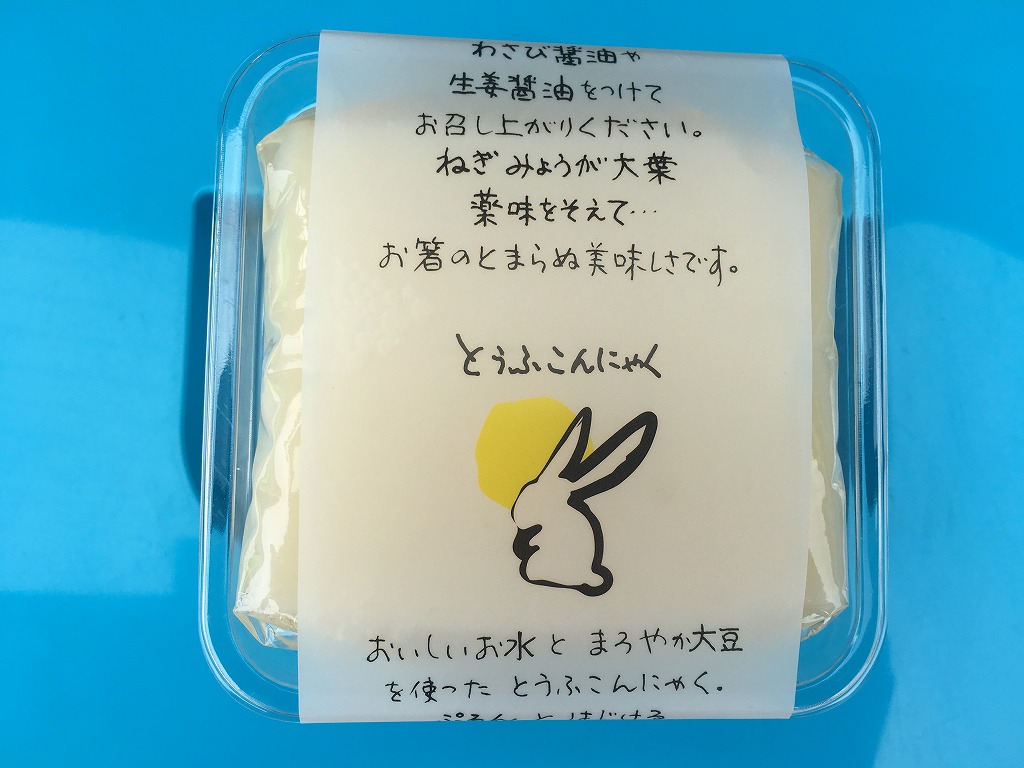 わさび醤油や
生姜醤油をつけて
お召し上がりください。
ねぎみょうが大葉
薬味をそえて…
お箸のとまらぬ美味しさです。
とうふこんにゃく
おいしいお水と まろやか大豆
を使った とうふこんにゃく。